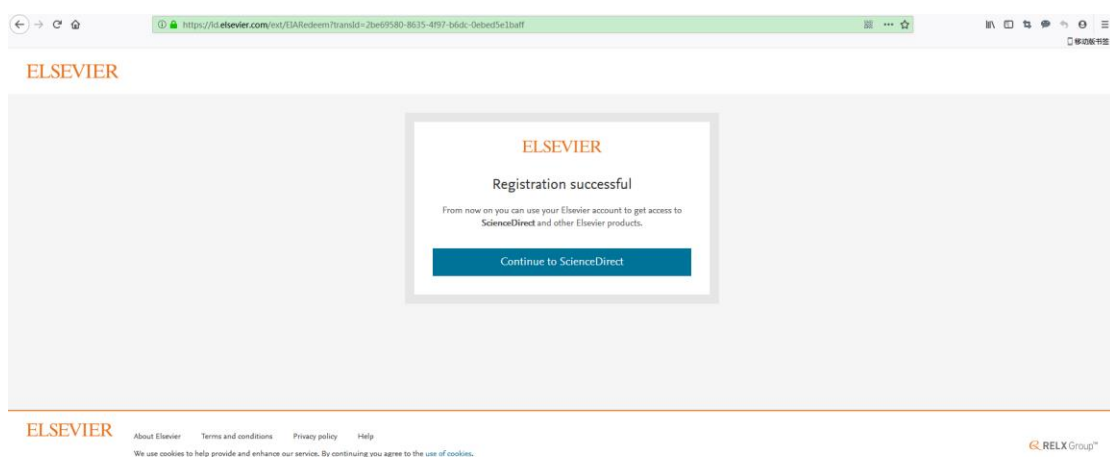 https://id.elsevier.com/ext/EIARedeem?transId=2be69580-8635-4f97-b6dc-0ebed5e1baff
移动版书签
ELSEVIER
ELSEVIER
Registration successful
From now on you can use your Elsevier account to get access to
ScienceDirect and other Elsevier products.
Continue to ScienceDirect
ELSEVIER
About Elsevier Terms and conditions Privacy policy Help
We use cookies to help provide and enhance our service. By continuing you agree to the use of cookies.
RELX Group™